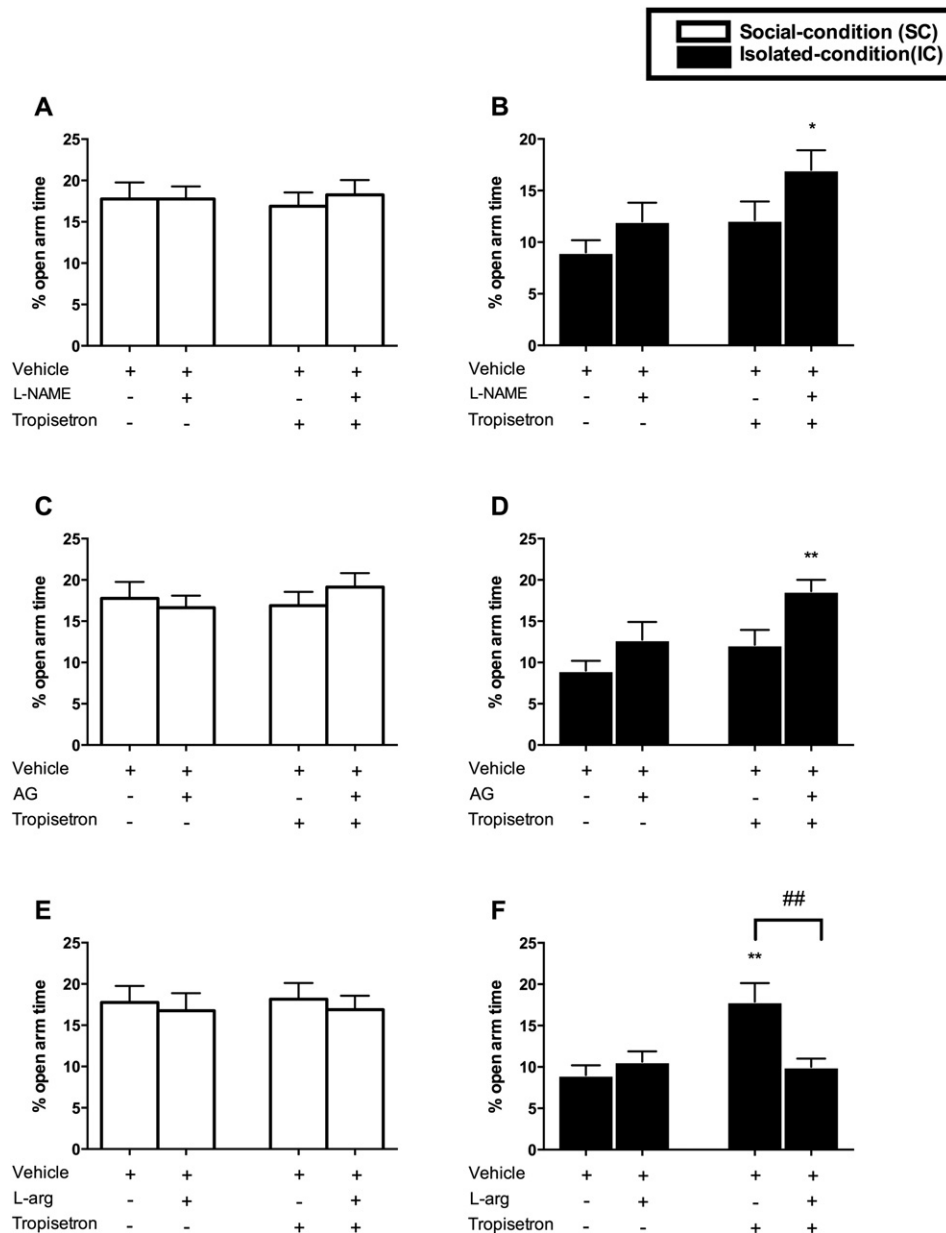 Social-condition (SC)
Isolated-condition(IC)
A
% open arm time
25
20
15
10
5
0
Vehicle + + + +
L-NAME - + - +
Tropisetron - - + +
B
% open arm time
20
15
10
5
0
*
Vehicle + + + +
L-NAME - + - +
Tropisetron - - + +
C
% open arm time
25
20
15
10
5
0
Vehicle + + + +
AG - + - +
Tropisetron - - + +
D
% open arm time
25
20
15
10
5
0
**
Vehicle + + + +
AG - + - +
Tropisetron - - + +
E
% open arm time
25
20
15
10
5
0
Vehicle + + + +
L-arg - + - +
Tropisetron - - + +
F
% open arm time
25
20
15
10
5
0
##
**
Vehicle + + + +
L-arg - + - +
Tropisetron - - + +